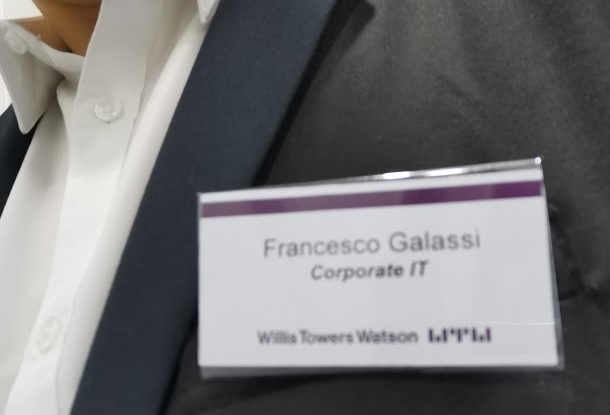 Francesco Galassi
Corporate IT
Willis Towers Watson